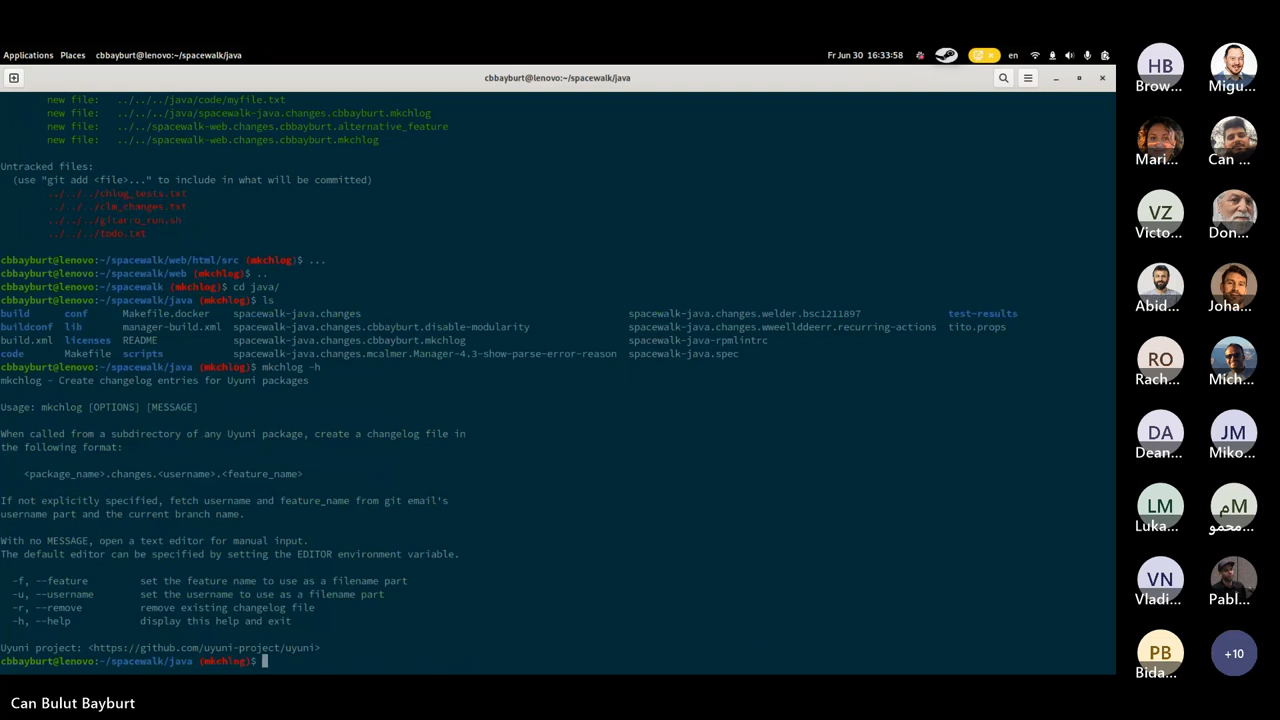 Applications Places cbbayburt@lenovo:~/spacewalk/java Fr Jun 30 16:33:58 en
cbbayburt@lenovo:~/spacewalk/java
new file: ../../../java/code/myfile.txt
new file: ../../../java/spacewalk-java.changes.cbbayburt.mkchlog
new file: ../../spacewalk-web.changes.cbbayburt.alternative_feature
new file: ../../spacewalk-web.changes.cbbayburt.mkchlog
Untracked files:
(use "git add <file>..." to include in what will be committed)
../../../chlog_tests.txt
../../../clm_changes.txt
../../../gitarro_run.sh
../../../todo.txt
cbbayburt@lenovo:~/spacewalk/web/html/src (mkchlog)$ ...
cbbayburt@lenovo:~/spacewalk/web (mkchlog)$ ..
cbbayburt@lenovo:~/spacewalk (mkchlog)$ cd java/
cbbayburt@lenovo:~/spacewalk/java (mkchlog)$ ls
build conf Makefile.docker spacewalk-java.changes spacewalk-java.changes.welder.bsc1211897 test-results
buildconf lib manager-build.xml spacewalk-java.changes.cbbayburt.disable-modularity spacewalk-java.changes.wweelldddeerr.recurring-actions tito.props
build.xml licenses README spacewalk-java.changes.cbbayburt.mkchlog spacewalk-java-rpmlintrc
code Makefile scripts spacewalk-java.changes.mcalmer.Manager-4.3-show-parse-error-reason spacewalk-java.spec
cbbayburt@lenovo:~/spacewalk/java (mkchlog)$ mkchlog -h
mkchlog - Create changelog entries for Uyuni packages
Usage: mkchlog [OPTIONS] [MESSAGE]
When called from a subdirectory of any Uyuni package, create a changelog file in
the following format:
<package_name>.changes.<username>.<feature_name>
If not explicitly specified, fetch username and feature_name from git email's
username part and the current branch name.
With no MESSAGE, open a text editor for manual input.
The default editor can be specified by setting the EDITOR environment variable.
-f, --feature set the feature name to use as a filename part
-u, --username set the username to use as a filename part
-r, --remove remove existing changelog file
-h, --help display this help and exit
Uyuni project: <https://github.com/uyuni-project/uyuni>
cbbayburt@lenovo:~/spacewalk/java (mkchlog)$
HB
Brow... Migu...
Mari... Can ...
VZ
Victo... Don...
Abid... Joha...
RO
Rach... Mich...
DA JM
Dean... Miko...
LM م
Luka... محمو...
VN
Vladi... Pabl...
PB +10
Bida...
Can Bulut Bayburt